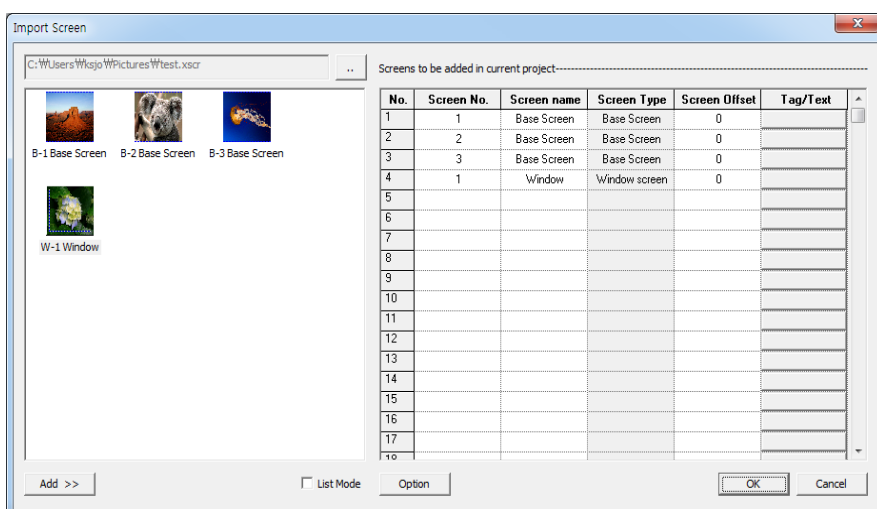 Import Screen
C:₩Users₩ksjo₩Pictures₩test.xscr
..
Screens to be added in current project
B-1 Base Screen B-2 Base Screen B-3 Base Screen
W-1 Window
No. Screen No. Screen name Screen Type Screen Offset Tag/Text
1 1 Base Screen Base Screen 0
2 2 Base Screen Base Screen 0
3 3 Base Screen Base Screen 0
4 1 Window Window screen 0
5
6
7
8
9
10
11
12
13
14
15
16
17
18
Add >> List Mode Option OK Cancel